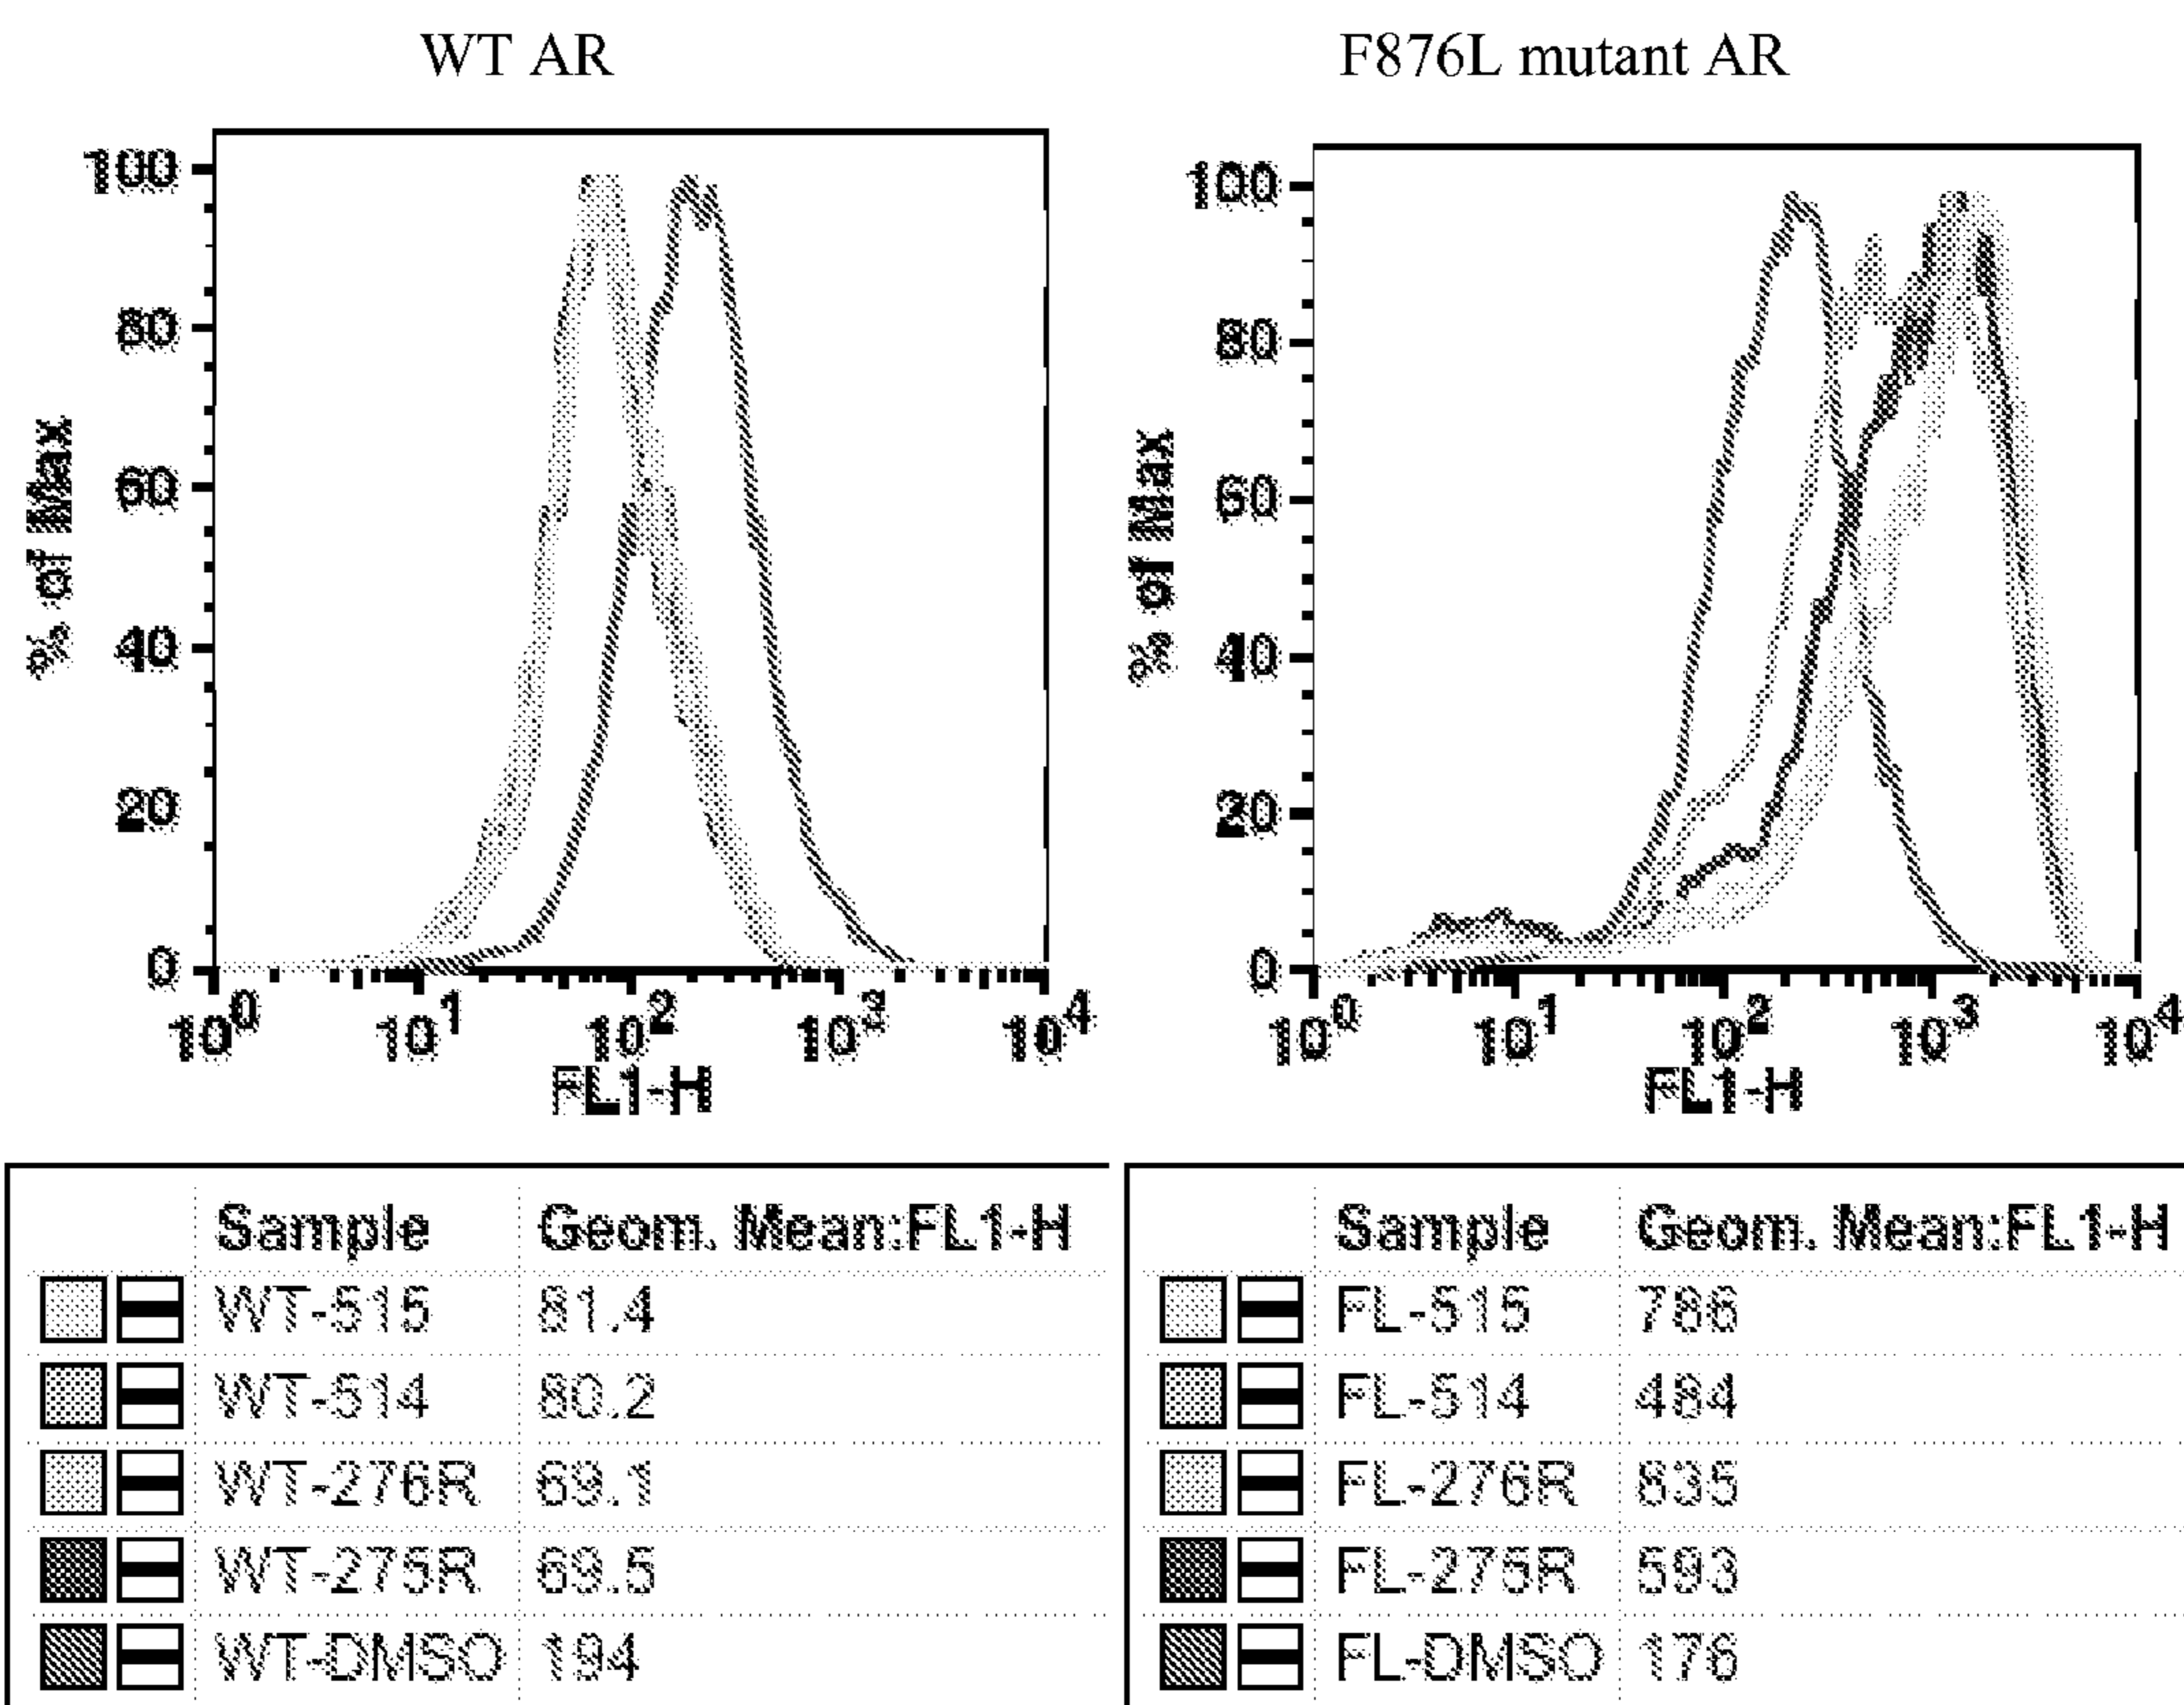 WT AR
F876L mutant AR
100
80
60
40
20
0
% of Max
10^0
10^1
10^2
10^3
10^4
FL1-H
100
80
60
40
20
0
% of Max
10^0
10^1
10^2
10^3
10^4
FL1-H
Sample Geom. Mean:FL1-H
WT-515 81.4
WT-514 80.2
WT-276R 69.1
WT-275R 69.5
WT-DMSO 194
Sample Geom. Mean:FL1-H
FL-515 786
FL-514 484
FL-276R 835
FL-275R 593
FL-DMSO 176